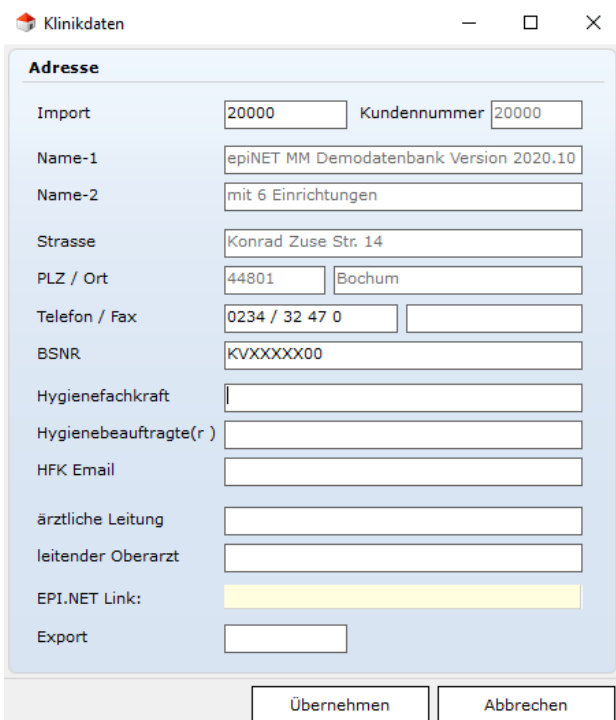 Klinikdaten
Adresse
Import 20000 Kundennummer 20000
Name-1 epiNET MM Demodatenbank Version 2020.10
Name-2 mit 6 Einrichtungen
Strasse Konrad Zuse Str. 14
PLZ / Ort 44801 Bochum
Telefon / Fax 0234 / 32 47 0
BSNR KVXXXXX00
Hygienefachkraft
Hygienebeauftragte(r )
HFK Email
ärztliche Leitung
leitender Oberarzt
EPI.NET Link:
Export
Übernehmen Abbrechen